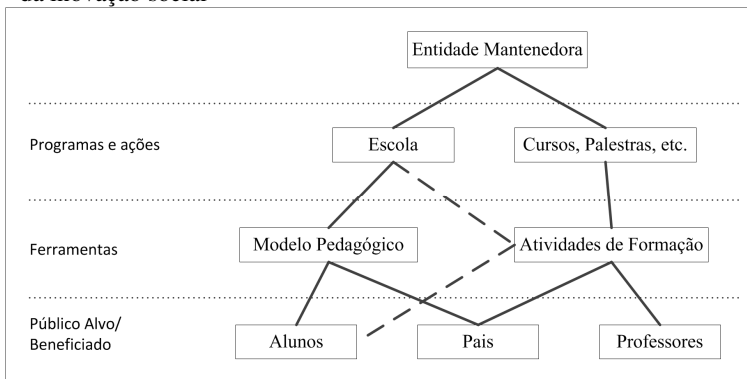 da inovação social
Entidade Mantenedora
Programas e ações
Escola
Cursos, Palestras, etc.
Ferramentas
Modelo Pedagógico
Atividades de Formação
Público Alvo/
Beneficiado
Alunos
Pais
Professores